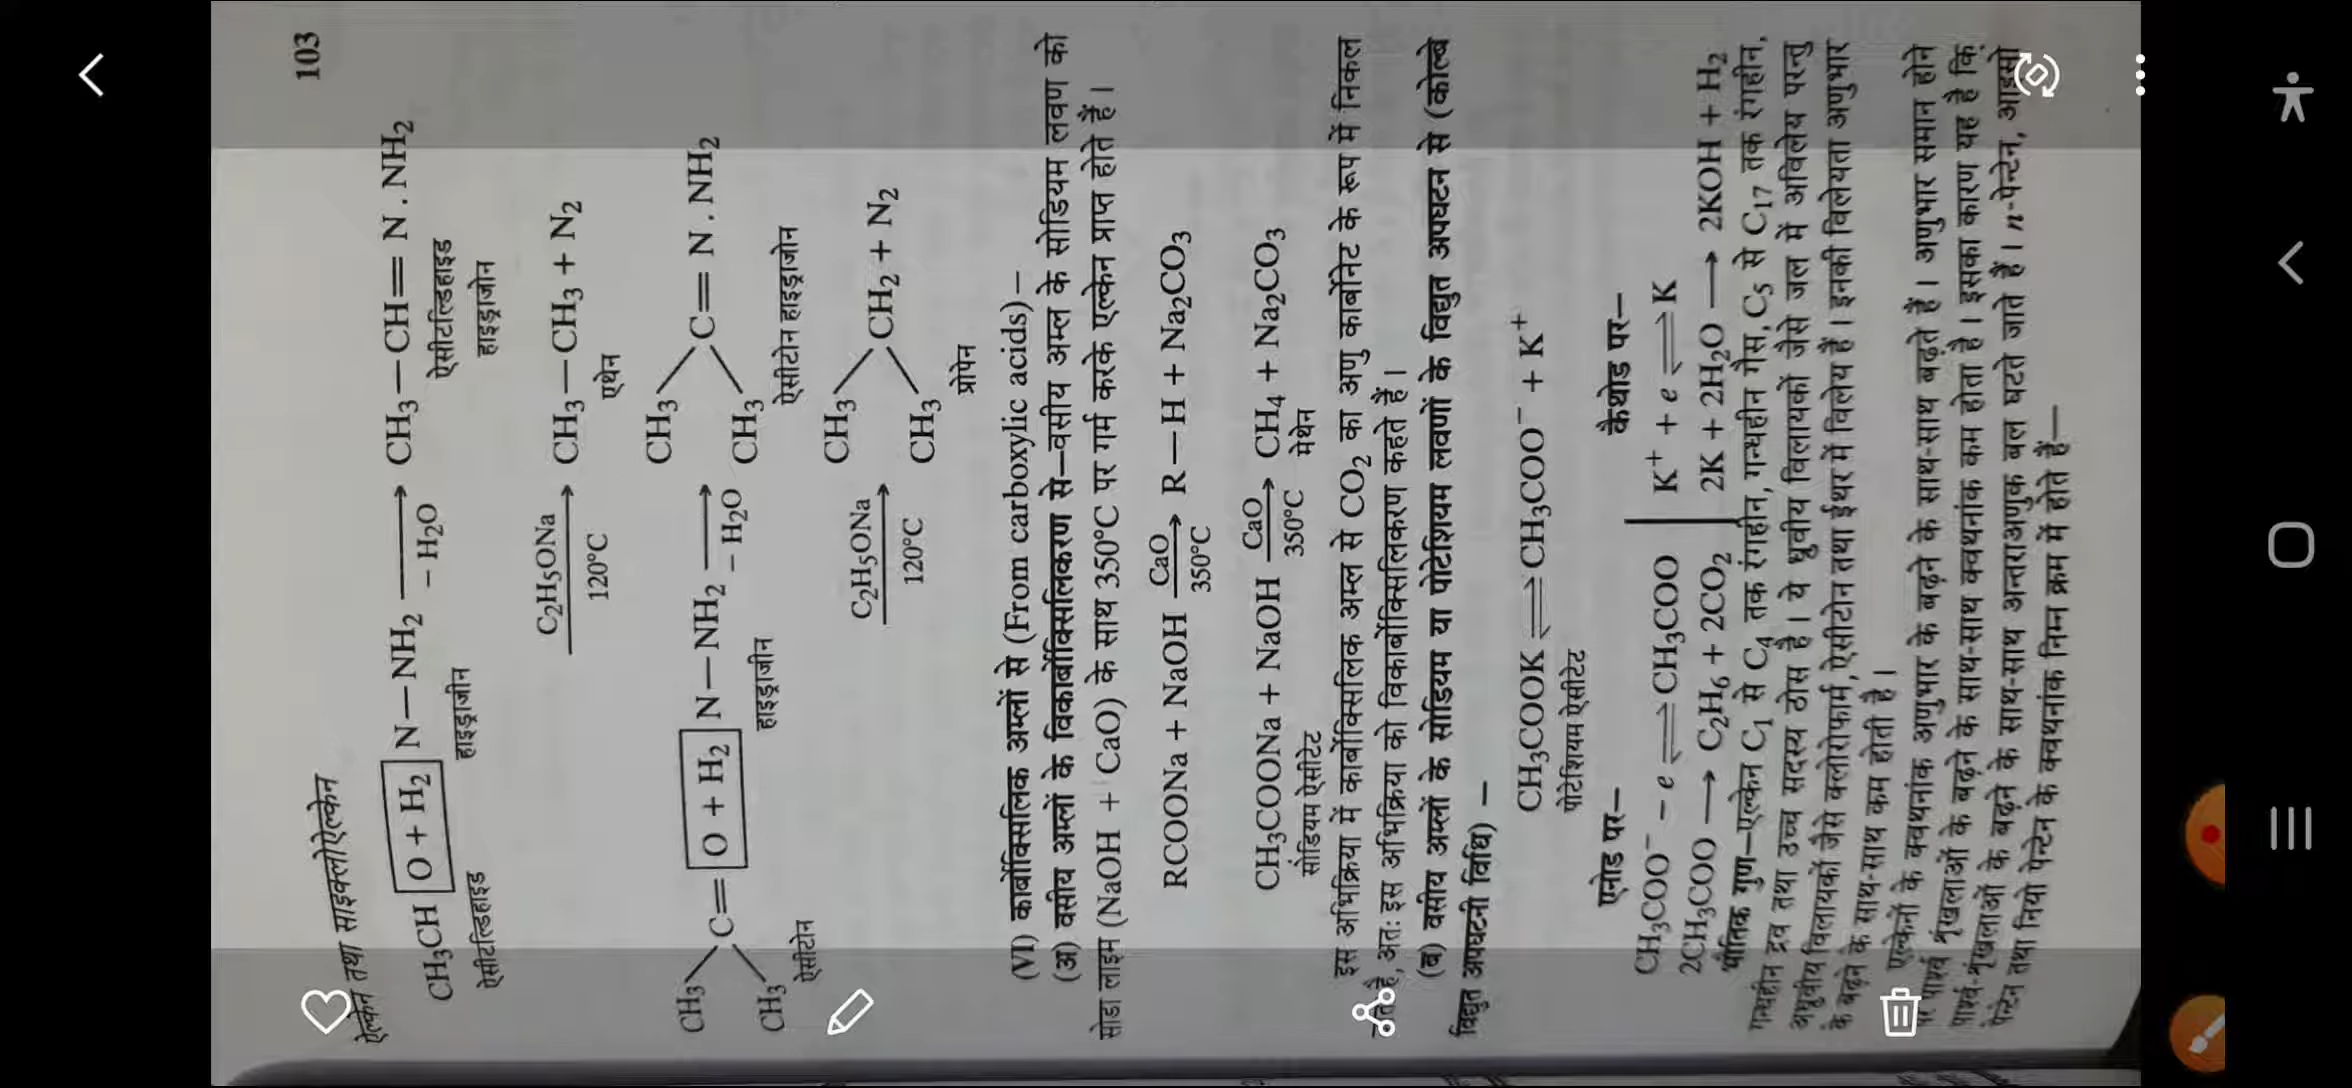 ऐल्केन तथा साइक्लोऐल्केन 103
CH₃CH O + H₂ N—NH₂ ⟶ CH₃—CH=N.NH₂
– H₂O
ऐसीटल्डिहाइड हाइड्राजीन ऐसीटल्डिहाइड
हाइड्राजोन
C₂H₅ONa ⟶ CH₃—CH₃ + N₂
120°C एथेन
CH₃ CH₃
C= O + H₂ N—NH₂ ⟶ C=N.NH₂
– H₂O
CH₃ CH₃
ऐसीटोन हाइड्राजीन ऐसीटोन हाइड्राजोन
CH₃
C₂H₅ONa ⟶ CH₂ + N₂
120°C
CH₃
प्रोपेन
(VI) कार्बोक्सिलिक अम्लों से (From carboxylic acids) –
(अ) वसीय अम्लों के विकार्बोक्सिलिकरण से—वसीय अम्ल के सोडियम लवण को
सोडा लाइम (NaOH + CaO) के साथ 350°C पर गर्म करके एल्केन प्राप्त होते हैं।
CaO
RCOONa + NaOH ⟶ R—H + Na₂CO₃
350°C
CaO
CH₃COONa + NaOH ⟶ CH₄ + Na₂CO₃
350°C
सोडियम ऐसीटेट मेथेन
इस अभिक्रिया में कार्बोक्सिलिक अम्ल से CO₂ का अणु कार्बोनेट के रूप में निकल
है, अतः इस अभिक्रिया को विकार्बोक्सिलिकरण कहते हैं।
(ब) वसीय अम्लों के सोडियम या पोटेशियम लवणों के विद्युत अपघटन से (कोल्बे
विद्युत अपघटनी विधि) –
CH₃COOK ⇌ CH₃COO⁻ + K⁺
पोटेशियम ऐसीटेट
एनोड पर— कैथोड पर—
CH₃COO⁻ – e ⇌ CH₃COO K⁺ + e ⇌ K
2CH₃COO ⟶ C₂H₆ + 2CO₂ 2K + 2H₂O ⟶ 2KOH + H₂
भौतिक गुण—एल्केन C₁ से C₄ तक रंगहीन, गन्धहीन गैस, C₅ से C₁₇ तक रंगहीन,
गन्धहीन द्रव तथा उच्च सदस्य ठोस है। ये ध्रुवीय विलायकों जैसे जल में अविलेय परन्तु
अध्रुवीय विलायकों जैसे क्लोरोफार्म, ऐसीटोन तथा ईथर में विलेय हैं। इनकी विलेयता अणुभार
के बढ़ने के साथ-साथ कम होती है।
एल्केनों के क्वथनांक अणुभार के बढ़ने के साथ-साथ बढ़ते हैं। अणुभार समान होने
पर पार्श्व शृंखलाओं के बढ़ने के साथ-साथ क्वथनांक कम होता है। इसका कारण यह है कि
पार्श्व-शृंखलाओं के बढ़ने के साथ-साथ अन्तराअणुक बल घटते जाते हैं। n-पेन्टेन, आइसो
पेन्टेन तथा नियो पेन्टेन के क्वथनांक निम्न क्रम में होते हैं—